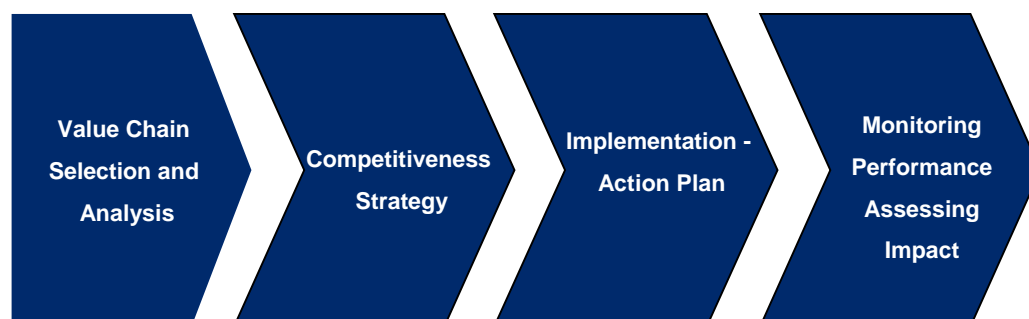 Value Chain
Selection and
Analysis
Competitiveness
Strategy
Implementation -
Action Plan
Monitoring
Performance
Assessing
Impact